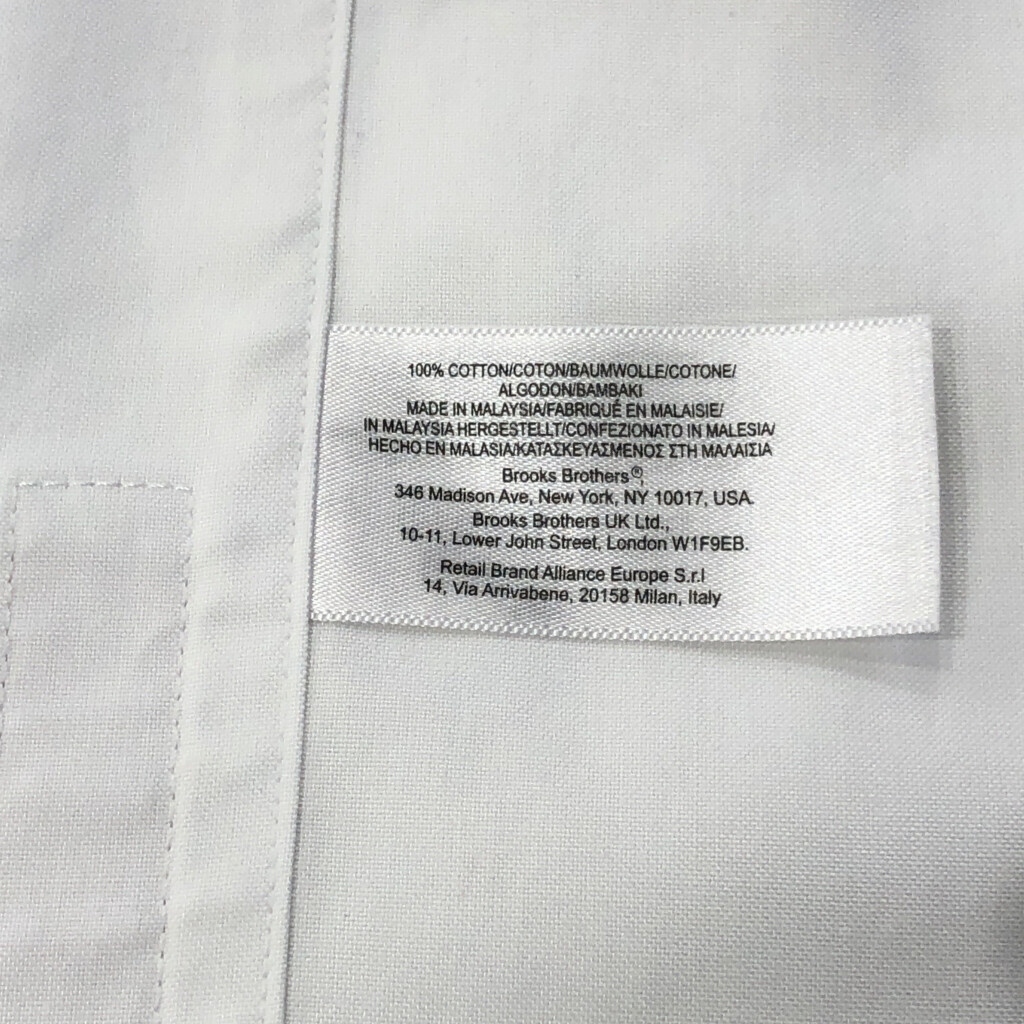 100% COTTON/COTON/BAUMWOLLE/COTONE/
ALGODON/BAMBAKI
MADE IN MALAYSIA/FABRIQUÉ EN MALAISIE/
IN MALAYSIA HERGESTELLT/CONFEZIONATO IN MALESIA/
HECHO EN MALASIA/ΚΑΤΑΣΚΕΥΑΣΜΕΝΟΣ ΣΤΗ ΜΑΛΑΙΣΙΑ
Brooks Brothers®,
346 Madison Ave, New York, NY 10017, USA.
Brooks Brothers UK Ltd.,
10-11, Lower John Street, London W1F9EB.
Retail Brand Alliance Europe S.r.l
14, Via Arrivabene, 20158 Milan, Italy